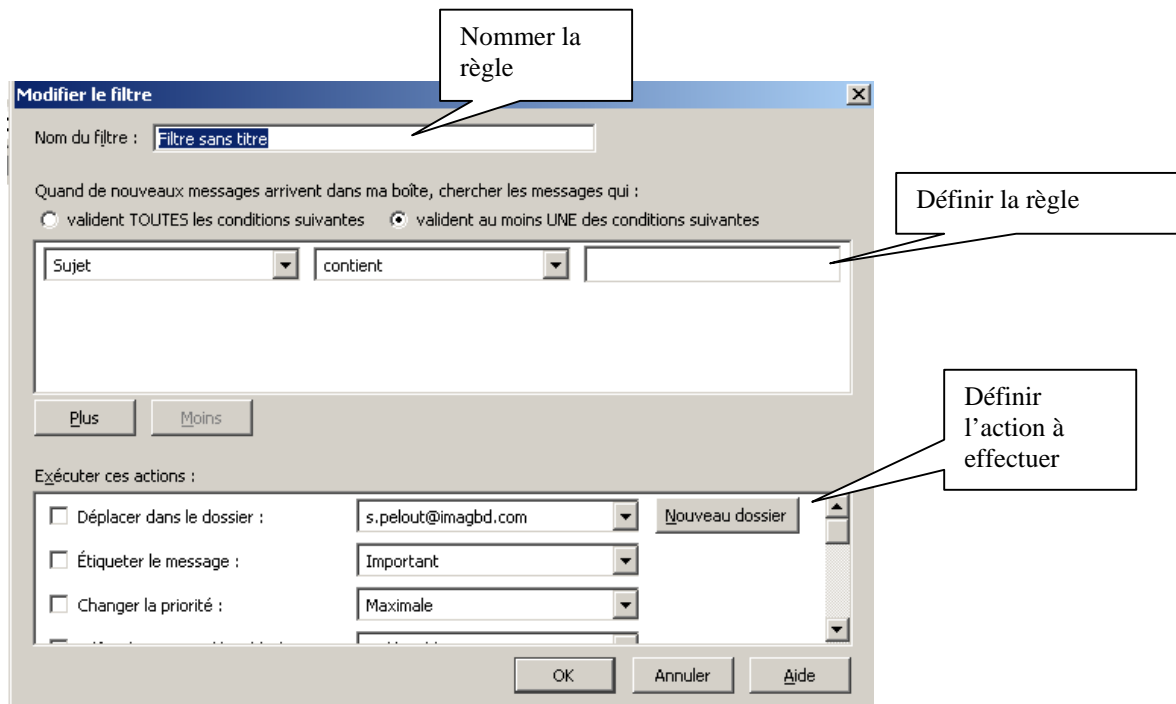 Nommer la
règle
Modifier le filtre
Nom du filtre :
Filtre sans titre
Quand de nouveaux messages arrivent dans ma boîte, chercher les messages qui :
valident TOUTES les conditions suivantes
valident au moins UNE des conditions suivantes
Définir la règle
Sujet
contient
Plus
Moins
Définir
l'action à
effectuer
Exécuter ces actions :
Déplacer dans le dossier :
s.pelout@imagbd.com
Nouveau dossier
Étiqueter le message :
Important
Changer la priorité :
Maximale
OK
Annuler
Aide